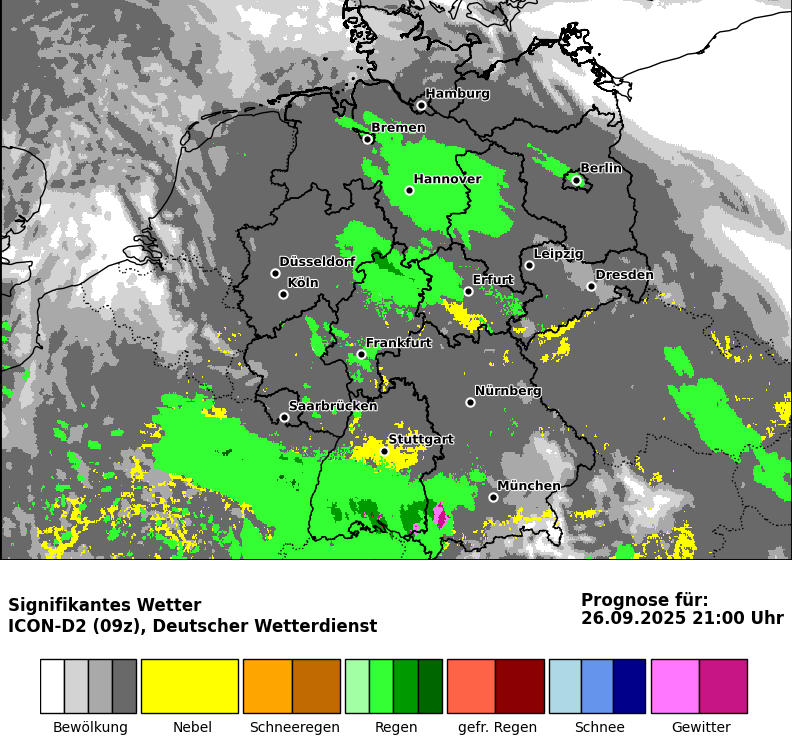 Hamburg
Bremen
Berlin
Hannover
Leipzig
Düsseldorf
Dresden
Köln
Erfurt
Frankfurt
Nürnberg
Saarbrücken
Stuttgart
München
Signifikantes Wetter
ICON-D2 (09z), Deutscher Wetterdienst
Prognose für:
26.09.2025 21:00 Uhr
Bewölkung
Nebel
Schneeregen
Regen
gefr. Regen
Schnee
Gewitter